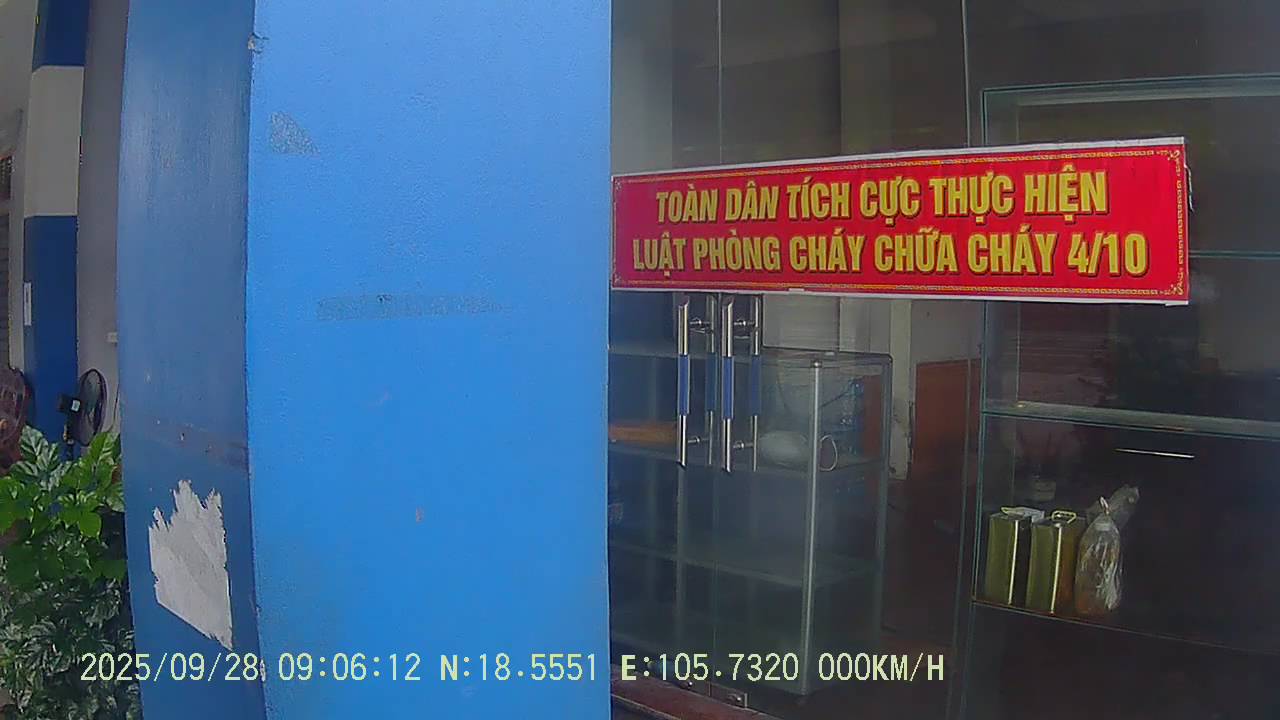 TOÀN DÂN TÍCH CỰC THỰC HIỆN
LUẬT PHÒNG CHÁY CHỮA CHÁY 4/10
2025/09/28 09:06:12 N:18.5551 E:105.7320 000KM/H